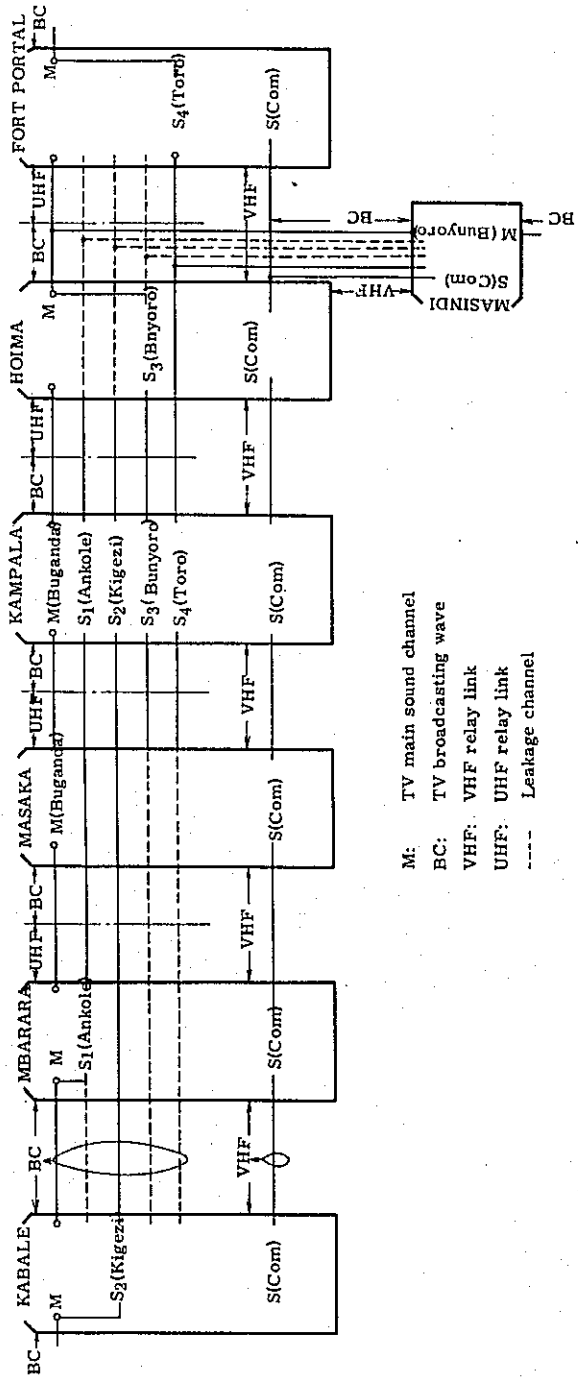 KABALE
MBARARA
MASAKA
KAMPALA
HOIMA
FORT PORTAL
BC
BC
UHF
BC
UHF
BC
BC
UHF
BC
UHF
BC
M
M
M(Buganda)
M(Buganda)
M
M
S1(Ankole)
S1(Ankole)
S2(Kigezi)
S2(Kigezi
S3(Bunyoro)
S3(Bnyoro)
S4(Toro)
S4(Toro)
VHF
VHF
VHF
VHF
VHF
S(Com)
S(Com)
S(Com)
S(Com)
S(Com)
S(Com)
BC
VHF
M(Bunyoro)
S(Com)
MASINDI
BC
M: TV main sound channel
BC: TV broadcasting wave
VHF: VHF relay link
UHF: UHF relay link
---- Leakage channel